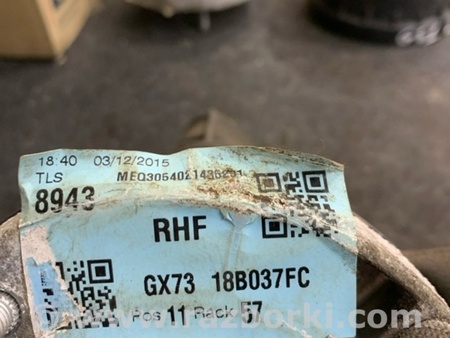 18:40 03/12/2015
TLS
8943
RHF
GX73 18B037FC
Pos 11 Rack 57
www.razborki.com